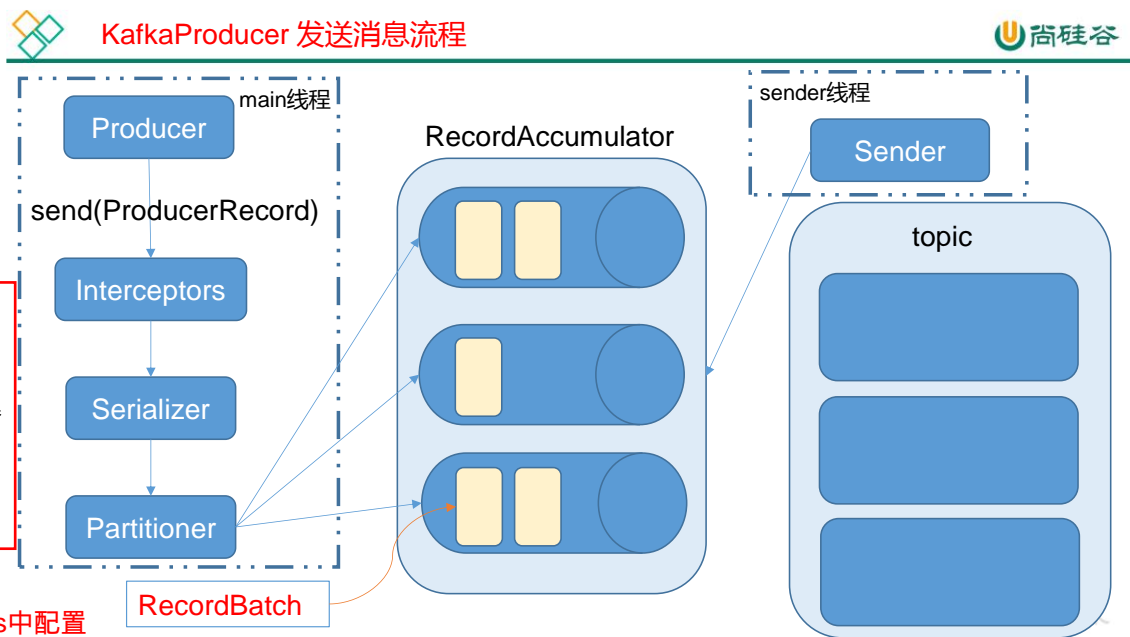 KafkaProducer 发送消息流程
尚硅谷
main线程
Producer
send(ProducerRecord)
Interceptors
Serializer
Partitioner
RecordBatch
s中配置
RecordAccumulator
sender线程
Sender
topic